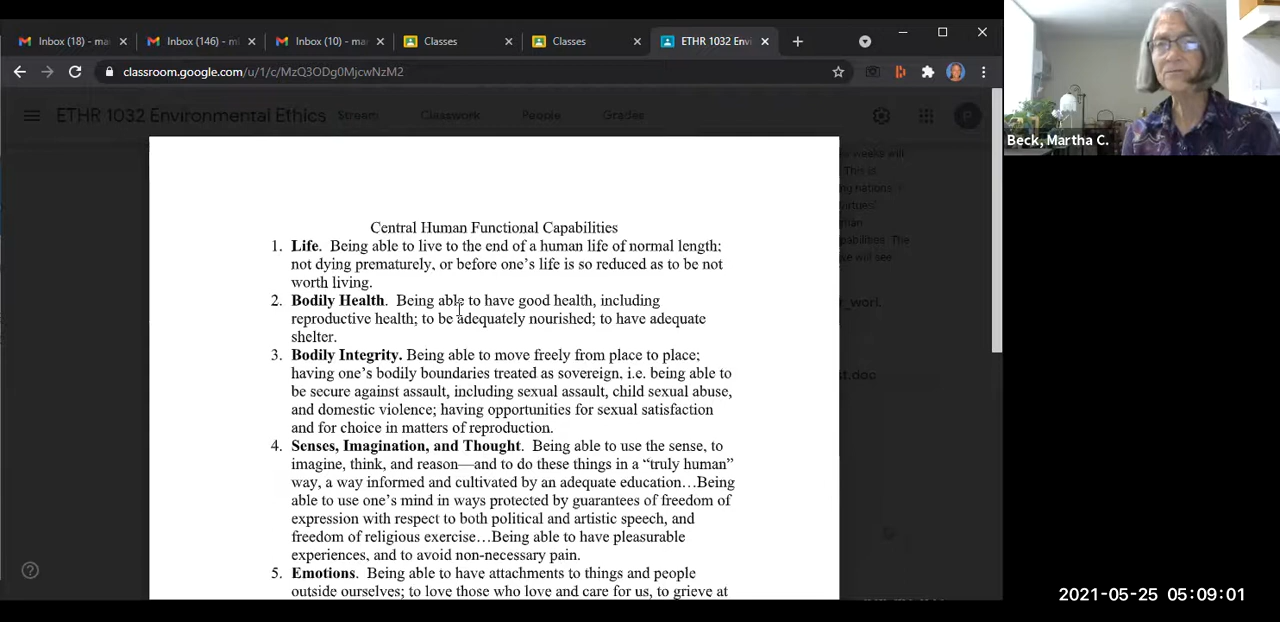 Inbox (18) - ma
Inbox (146) - m
Inbox (10) - ma
Classes
Classes
ETHR 1032 Envi
classroom.google.com/u/1/c/MzQ3ODg0MjcwNzM2
ETHR 1032 Environmental Ethics
Stream
Classwork
People
Grades
Beck, Martha C.
weeks will
This is
nations
Central Human Functional Capabilities
1. Life. Being able to live to the end of a human life of normal length;
not dying prematurely, or before one's life is so reduced as to be not
worth living.
2. Bodily Health. Being able to have good health, including
reproductive health; to be adequately nourished; to have adequate
shelter.
3. Bodily Integrity. Being able to move freely from place to place;
having one's bodily boundaries treated as sovereign, i.e. being able to
be secure against assault, including sexual assault, child sexual abuse,
and domestic violence; having opportunities for sexual satisfaction
and for choice in matters of reproduction.
4. Senses, Imagination, and Thought. Being able to use the sense, to
imagine, think, and reason—and to do these things in a “truly human”
way, a way informed and cultivated by an adequate education…Being
able to use one's mind in ways protected by guarantees of freedom of
expression with respect to both political and artistic speech, and
freedom of religious exercise…Being able to have pleasurable
experiences, and to avoid non-necessary pain.
5. Emotions. Being able to have attachments to things and people
outside ourselves; to love those who love and care for us, to grieve at
2021-05-25 05:09:01